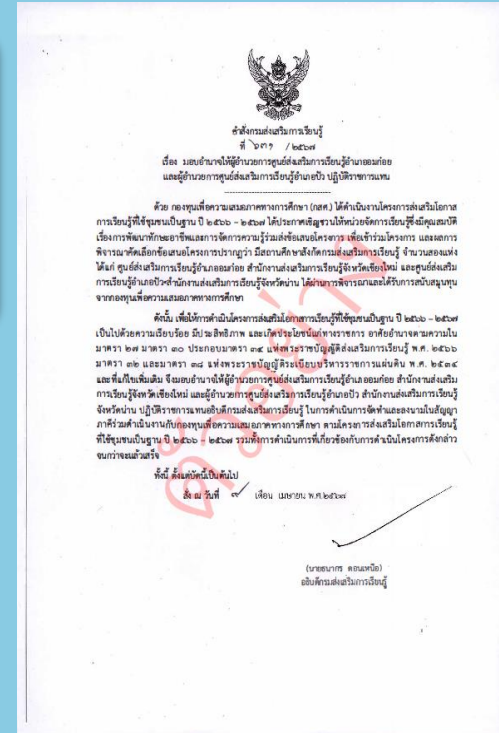 คำสั่งกรมส่งเสริมการเรียนรู้
ที่ ๖๓๑ / ๒๕๖๗
เรื่อง มอบอำนาจให้ผู้อำนวยการศูนย์ส่งเสริมการเรียนรู้อำเภออมก๋อย
และผู้อำนวยการศูนย์ส่งเสริมการเรียนรู้อำเภอปัว ปฏิบัติราชการแทน
ด้วย กองทุนเพื่อความเสมอภาคทางการศึกษา (กสศ.) ได้ดำเนินงานโครงการส่งเสริมโอกาส
การเรียนรู้ที่ใช้ชุมชนเป็นฐาน ปี ๒๕๖๖ - ๒๕๖๗ ได้ประกาศเชิญชวนให้หน่วยจัดการเรียนรู้ซึ่งมีคุณสมบัติ
เรื่องการพัฒนาทักษะอาชีพและการจัดการความรู้ร่วมส่งข้อเสนอโครงการ เพื่อเข้าร่วมโครงการ และผลการ
พิจารณาคัดเลือกข้อเสนอโครงการปรากฏว่า มีสถานศึกษาสังกัดกรมส่งเสริมการเรียนรู้ จำนวนสองแห่ง
ได้แก่ ศูนย์ส่งเสริมการเรียนรู้อำเภออมก๋อย สำนักงานส่งเสริมการเรียนรู้จังหวัดเชียงใหม่ และศูนย์ส่งเสริม
การเรียนรู้อำเภอปัว สำนักงานส่งเสริมการเรียนรู้จังหวัดน่าน ได้ผ่านการพิจารณาและได้รับการสนับสนุนทุน
จากกองทุนเพื่อความเสมอภาคทางการศึกษา
ดังนั้น เพื่อให้การดำเนินโครงการส่งเสริมโอกาสการเรียนรู้ที่ใช้ชุมชนเป็นฐาน ปี ๒๕๖๖ - ๒๕๖๗
เป็นไปด้วยความเรียบร้อย มีประสิทธิภาพ และเกิดประโยชน์แก่ทางราชการ อาศัยอำนาจตามความใน
มาตรา ๒๗ มาตรา ๓๐ ประกอบมาตรา ๓๔ แห่งพระราชบัญญัติส่งเสริมการเรียนรู้ พ.ศ. ๒๕๖๖
มาตรา ๓๒ และมาตรา ๓๘ แห่งพระราชบัญญัติระเบียบบริหารราชการแผ่นดิน พ.ศ. ๒๕๓๔
และที่แก้ไขเพิ่มเติม จึงมอบอำนาจให้ผู้อำนวยการศูนย์ส่งเสริมการเรียนรู้อำเภออมก๋อย สำนักงานส่งเสริม
การเรียนรู้จังหวัดเชียงใหม่ และผู้อำนวยการศูนย์ส่งเสริมการเรียนรู้อำเภอปัว สำนักงานส่งเสริมการเรียนรู้
จังหวัดน่าน ปฏิบัติราชการแทนอธิบดีกรมส่งเสริมการเรียนรู้ ในการดำเนินการจัดทำและลงนามในสัญญา
ภาคีร่วมดำเนินงานกับกองทุนเพื่อความเสมอภาคทางการศึกษา ตามโครงการส่งเสริมโอกาสการเรียนรู้
ที่ใช้ชุมชนเป็นฐาน ปี ๒๕๖๖ - ๒๕๖๗ รวมทั้งการดำเนินการที่เกี่ยวข้องกับการดำเนินโครงการดังกล่าว
จนกว่าจะแล้วเสร็จ
ทั้งนี้ ตั้งแต่บัดนี้เป็นต้นไป
สั่ง ณ วันที่ เดือน เมษายน พ.ศ.๒๕๖๗
(นายธนากร ดอนเหนือ)
อธิบดีกรมส่งเสริมการเรียนรู้
ตัวอย่าง